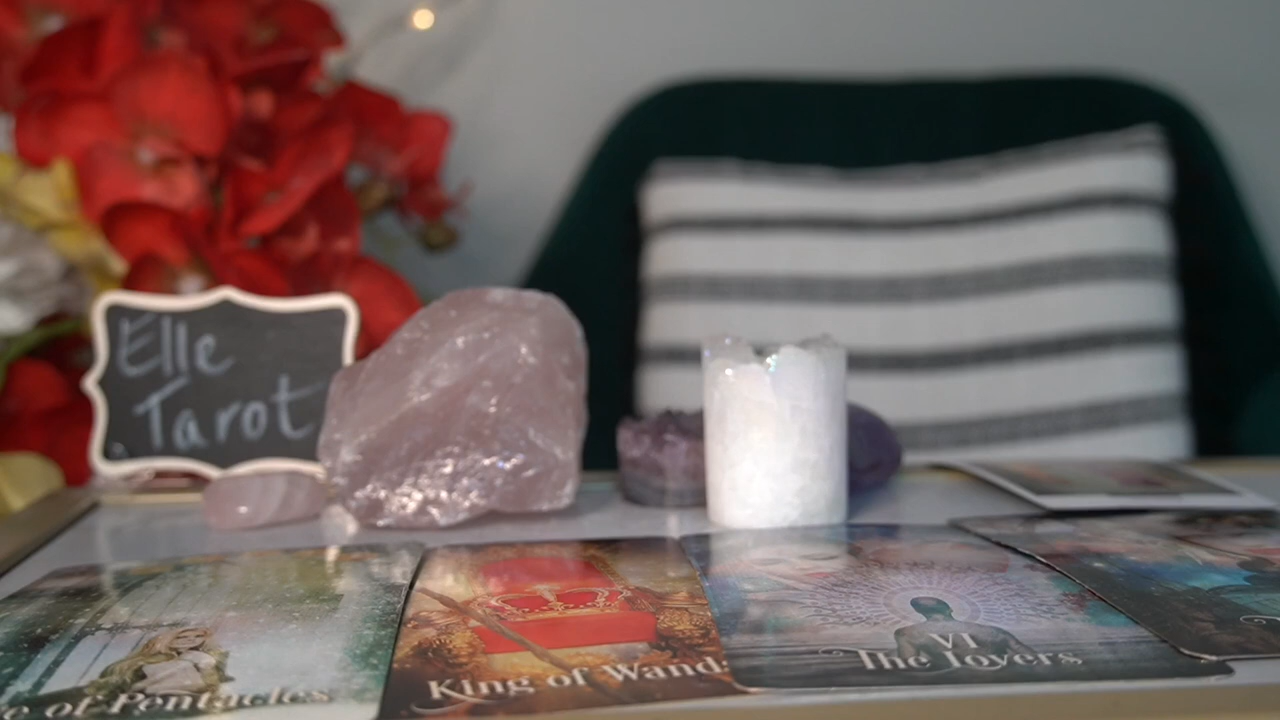 Elle
Tarot
e of Pentacles
King of Wands
VI
The Lovers